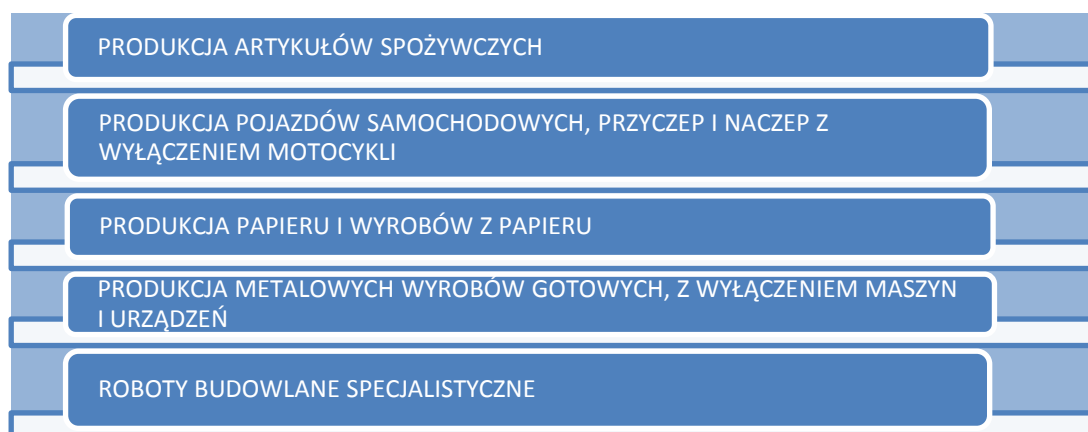 PRODUKCJA ARTYKUŁÓW SPOŻYWCZYCH
PRODUKCJA POJAZDÓW SAMOCHODOWYCH, PRZYCZEP I NACZEP Z
WYŁĄCZENIEM MOTOCYKLI
PRODUKCJA PAPIERU I WYROBÓW Z PAPIERU
PRODUKCJA METALOWYCH WYROBÓW GOTOWYCH, Z WYŁĄCZENIEM MASZYN
I URZĄDZEŃ
ROBOTY BUDOWLANE SPECJALISTYCZNE